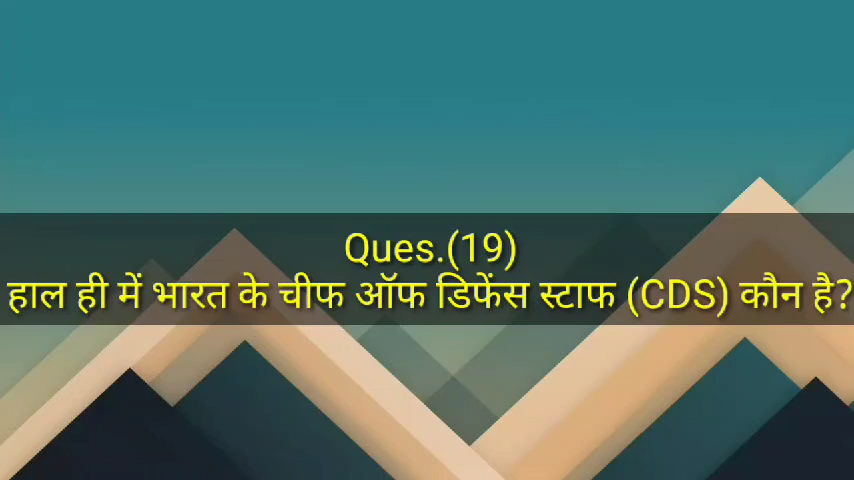 Ques.(19)
हाल ही में भारत के चीफ ऑफ डिफेंस स्टाफ (CDS) कौन है?